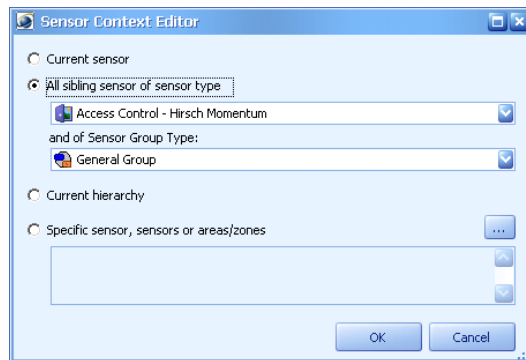 Sensor Context Editor
Current sensor
All sibling sensor of sensor type
Access Control - Hirsch Momentum
and of Sensor Group Type:
General Group
Current hierarchy
Specific sensor, sensors or areas/zones
...
OK
Cancel